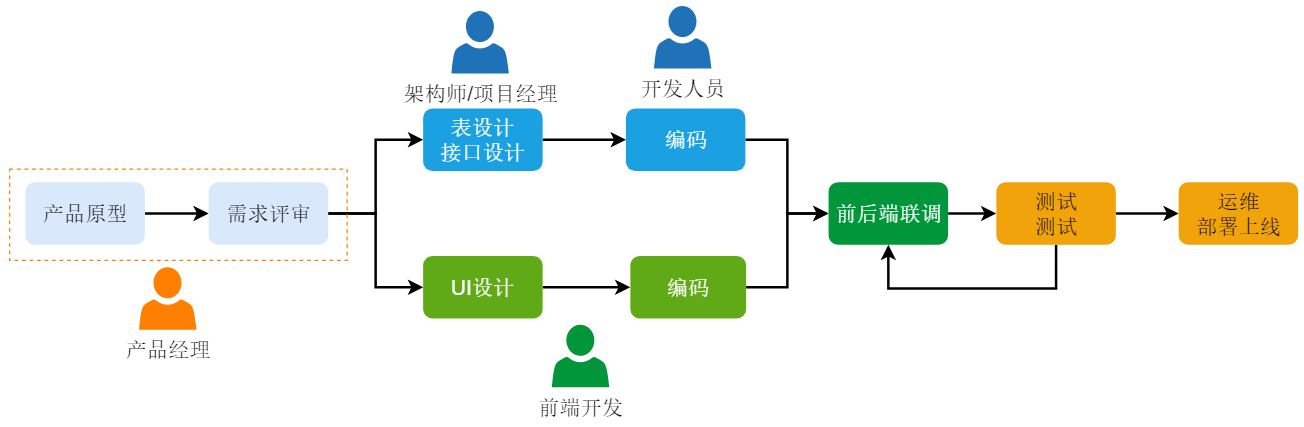 架构师/项目经理
开发人员
表设计
接口设计
编码
产品原型
需求评审
前后端联调
测试
测试
运维
部署上线
UI设计
编码
产品经理
前端开发